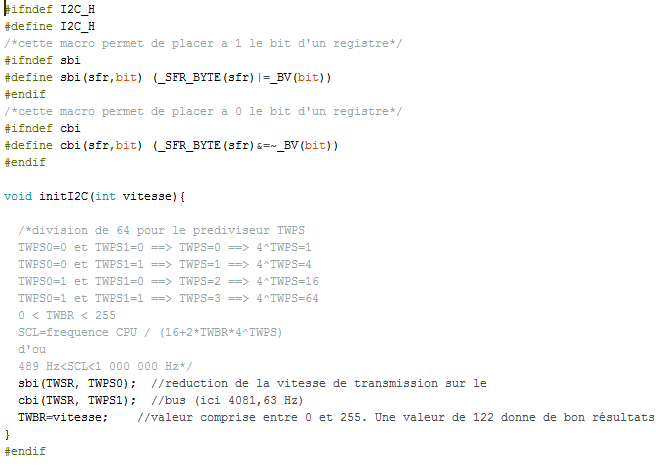 #ifndef I2C_H
#define I2C_H
/*cette macro permet de placer a 1 le bit d'un registre*/
#ifndef sbi
#define sbi(sfr,bit) (_SFR_BYTE(sfr)|=_BV(bit))
#endif
/*cette macro permet de placer a 0 le bit d'un registre*/
#ifndef cbi
#define cbi(sfr,bit) (_SFR_BYTE(sfr)&=~_BV(bit))
#endif
void initI2C(int vitesse){
/*division de 64 pour le prediviseur TWPS
TWPS0=0 et TWPS1=0 ==> TWPS=0 ==> 4^TWPS=1
TWPS0=0 et TWPS1=1 ==> TWPS=1 ==> 4^TWPS=4
TWPS0=1 et TWPS1=0 ==> TWPS=2 ==> 4^TWPS=16
TWPS0=1 et TWPS1=1 ==> TWPS=3 ==> 4^TWPS=64
0 < TWBR < 255
SCL=frequence CPU / (16+2*TWBR*4^TWPS)
d'ou
489 Hz<SCL<1 000 000 Hz*/
sbi(TWSR, TWPS0);  //reduction de la vitesse de transmission sur le
cbi(TWSR, TWPS1);  //bus (ici 4081,63 Hz)
TWBR=vitesse;    //valeur comprise entre 0 et 255. Une valeur de 122 donne de bon résultats
}
#endif